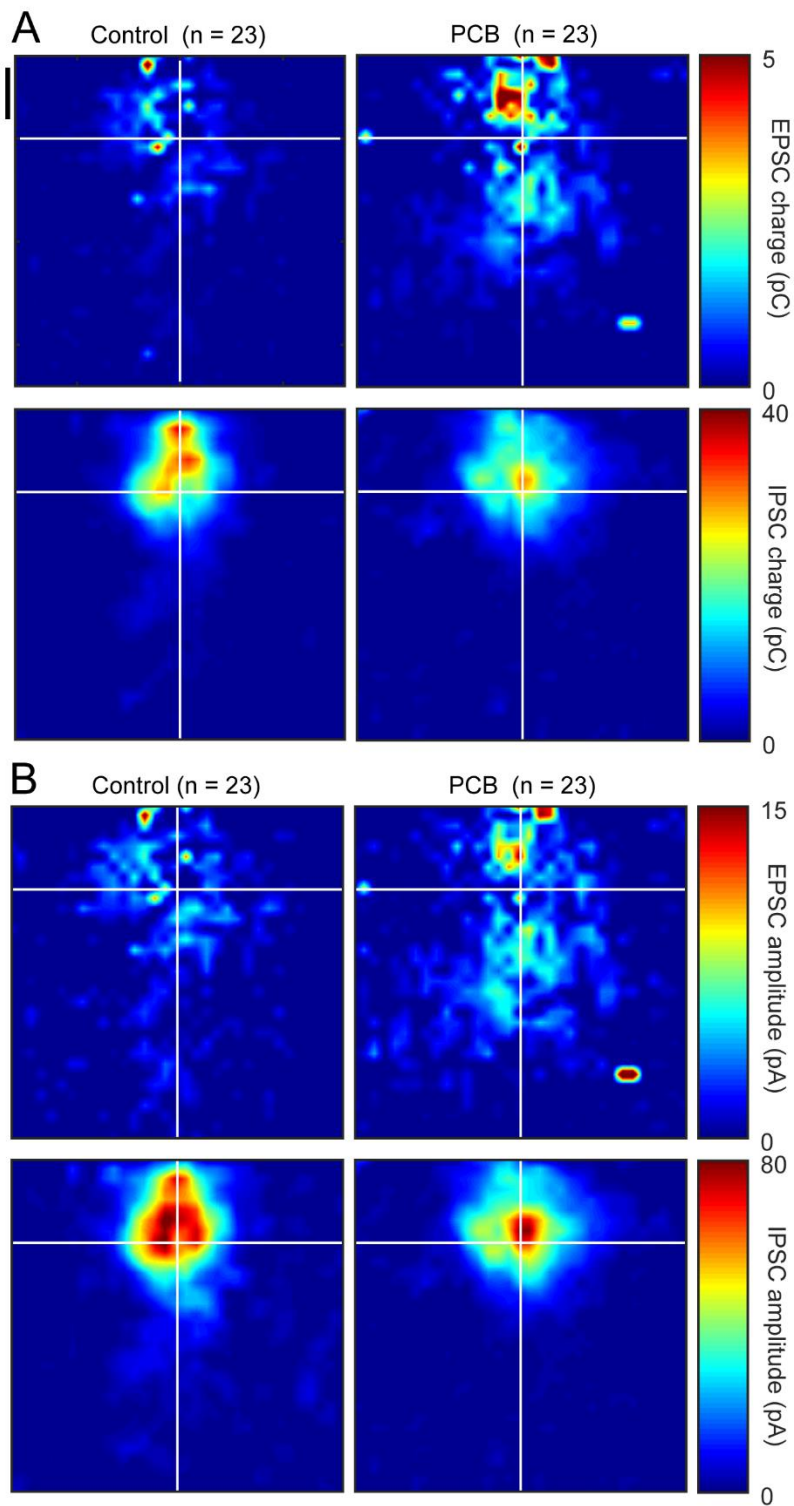 A
Control (n = 23)
PCB (n = 23)
5
EPSC charge (pC)
0
40
IPSC charge (pC)
0
B
Control (n = 23)
PCB (n = 23)
15
EPSC amplitude (pA)
0
80
IPSC amplitude (pA)
0